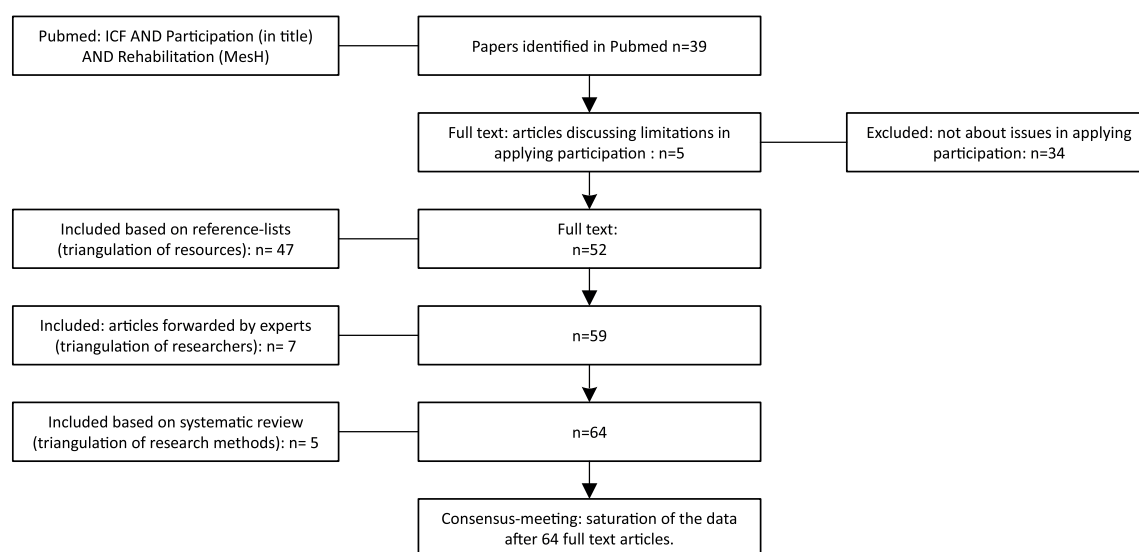 Pubmed: ICF AND Participation (in title)
AND Rehabilitation (MesH)
Papers identified in Pubmed n=39
Full text: articles discussing limitations in
applying participation : n=5
Excluded: not about issues in applying
participation: n=34
Included based on reference-lists
(triangulation of resources): n= 47
Full text:
n=52
Included: articles forwarded by experts
(triangulation of researchers): n= 7
n=59
Included based on systematic review
(triangulation of research methods): n= 5
n=64
Consensus-meeting: saturation of the data
after 64 full text articles.